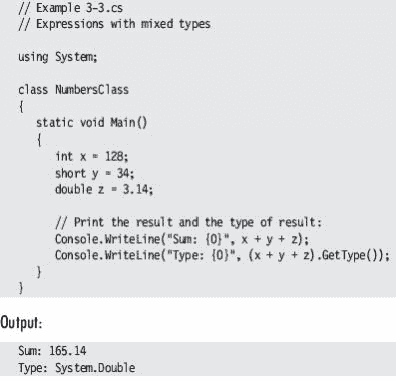 // Example 3-3.cs
// Expressions with mixed types
using System;
class NumbersClass
{
static void Main()
{
int x = 128;
short y = 34;
double z = 3.14;
// Print the result and the type of result:
Console.WriteLine("Sum: {0}", x + y + z);
Console.WriteLine("Type: {0}", (x + y + z).GetType());
}
}
Output:
Sum: 165.14
Type: System.Double